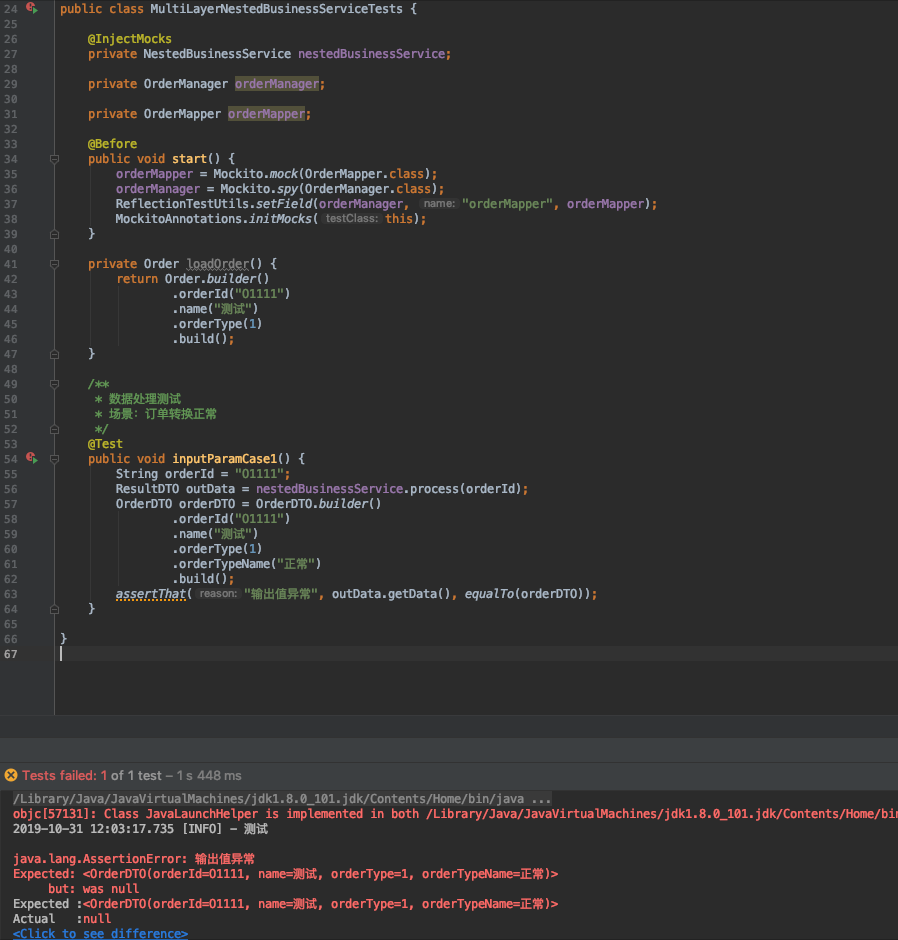 24 public class MultiLayerNestedBusinessServiceTests {
25
26 @InjectMocks
27 private NestedBusinessService nestedBusinessService;
28
29 private OrderManager orderManager;
30
31 private OrderMapper orderMapper;
32
33 @Before
34 public void start() {
35 orderMapper = Mockito.mock(OrderMapper.class);
36 orderManager = Mockito.spy(OrderManager.class);
37 ReflectionTestUtils.setField(orderManager, name: "orderMapper", orderMapper);
38 MockitoAnnotations.initMocks( testClass: this);
39 }
40
41 private Order loadOrder() {
42 return Order.builder()
43 .orderId("O1111")
44 .name("测试")
45 .orderType(1)
46 .build();
47 }
48
49 /**
50 * 数据处理测试
51 * 场景：订单转换正常
52 */
53 @Test
54 public void inputParamCase1() {
55 String orderId = "O1111";
56 ResultDTO outData = nestedBusinessService.process(orderId);
57 OrderDTO orderDTO = OrderDTO.builder()
58 .orderId("O1111")
59 .name("测试")
60 .orderType(1)
61 .orderTypeName("正常")
62 .build();
63 assertThat( reason: "输出值异常", outData.getData(), equalTo(orderDTO));
64 }
65
66 }
67
Tests failed: 1 of 1 test – 1 s 448 ms
/Library/Java/JavaVirtualMachines/jdk1.8.0_101.jdk/Contents/Home/bin/java ...
objc[57131]: Class JavaLaunchHelper is implemented in both /Library/Java/JavaVirtualMachines/jdk1.8.0_101.jdk/Contents/Home/bin
2019-10-31 12:03:17.735 [INFO] - 测试
java.lang.AssertionError: 输出值异常
Expected: <OrderDTO(orderId=O1111, name=测试, orderType=1, orderTypeName=正常)>
but: was null
Expected :<OrderDTO(orderId=O1111, name=测试, orderType=1, orderTypeName=正常)>
Actual :null
<Click to see difference>